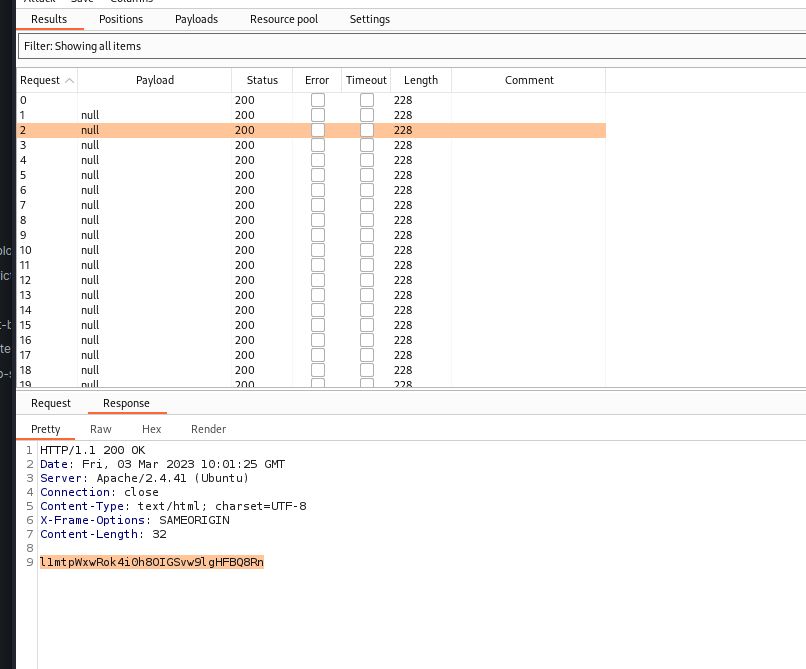 Attack Save Columns
Results Positions Payloads Resource pool Settings
Filter: Showing all items
Request Payload Status Error Timeout Length Comment
0 200 228
1 null 200 228
2 null 200 228
3 null 200 228
4 null 200 228
5 null 200 228
6 null 200 228
7 null 200 228
8 null 200 228
9 null 200 228
10 null 200 228
11 null 200 228
12 null 200 228
13 null 200 228
14 null 200 228
15 null 200 228
16 null 200 228
17 null 200 228
18 null 200 228
19 null 200 228
Request Response
Pretty Raw Hex Render
1 HTTP/1.1 200 OK
2 Date: Fri, 03 Mar 2023 10:01:25 GMT
3 Server: Apache/2.4.41 (Ubuntu)
4 Connection: close
5 Content-Type: text/html; charset=UTF-8
6 X-Frame-Options: SAMEORIGIN
7 Content-Length: 32
8
9 l1mtpWxwRok4i0h8OIGSvw9lgHFBQ8Rn